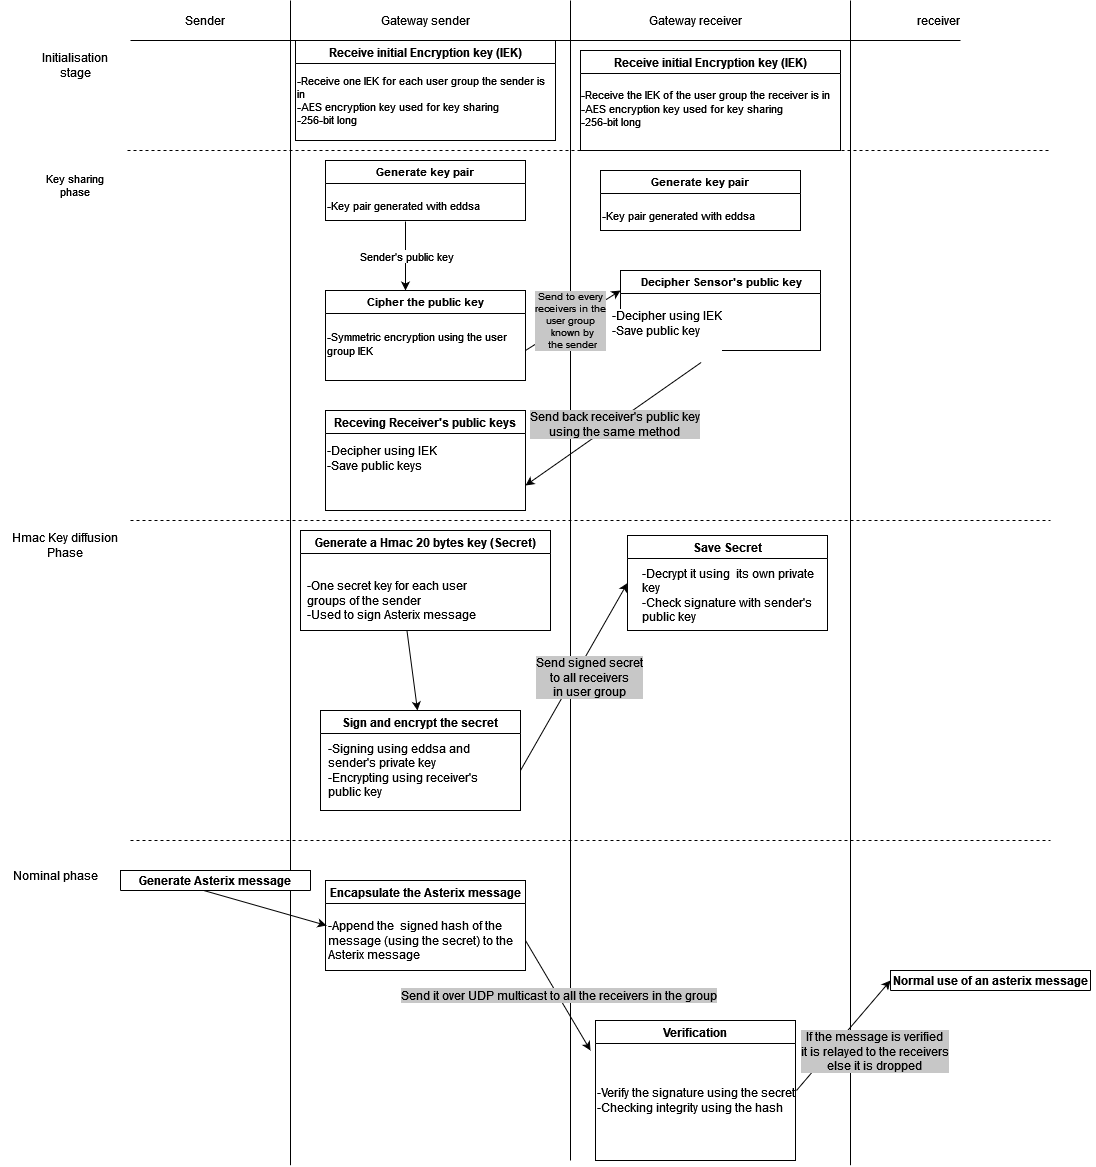 Sender
Gateway sender
Gateway receiver
receiver
Initialisation
stage
Receive initial Encryption key (IEK)
-Receive one IEK for each user group the sender is
in
-AES encryption key used for key sharing
-256-bit long
Receive initial Encryption key (IEK)
-Receive the IEK of the user group the receiver is in
-AES encryption key used for key sharing
-256-bit long
Key sharing
phase
Generate key pair
-Key pair generated with eddsa
Generate key pair
-Key pair generated with eddsa
Sender's public key
Cipher the public key
-Symmetric encryption using the user
group IEK
Send to every
receivers in the
user group
known by
the sender
Decipher Sensor's public key
-Decipher using IEK
-Save public key
Receving Receiver's public keys
-Decipher using IEK
-Save public keys
Send back receiver's public key
using the same method
Hmac Key diffusion
Phase
Generate a Hmac 20 bytes key (Secret)
-One secret key for each user
groups of the sender
-Used to sign Asterix message
Save Secret
-Decrypt it using its own private
key
-Check signature with sender's
public key
Send signed secret
to all receivers
in user group
Sign and encrypt the secret
-Signing using eddsa and
sender's private key
-Encrypting using receiver's
public key
Nominal phase
Generate Asterix message
Encapsulate the Asterix message
-Append the signed hash of the
message (using the secret) to the
Asterix message
Send it over UDP multicast to all the receivers in the group
Normal use of an asterix message
Verification
-Verify the signature using the secret
-Checking integrity using the hash
If the message is verified
it is relayed to the receivers
else it is dropped